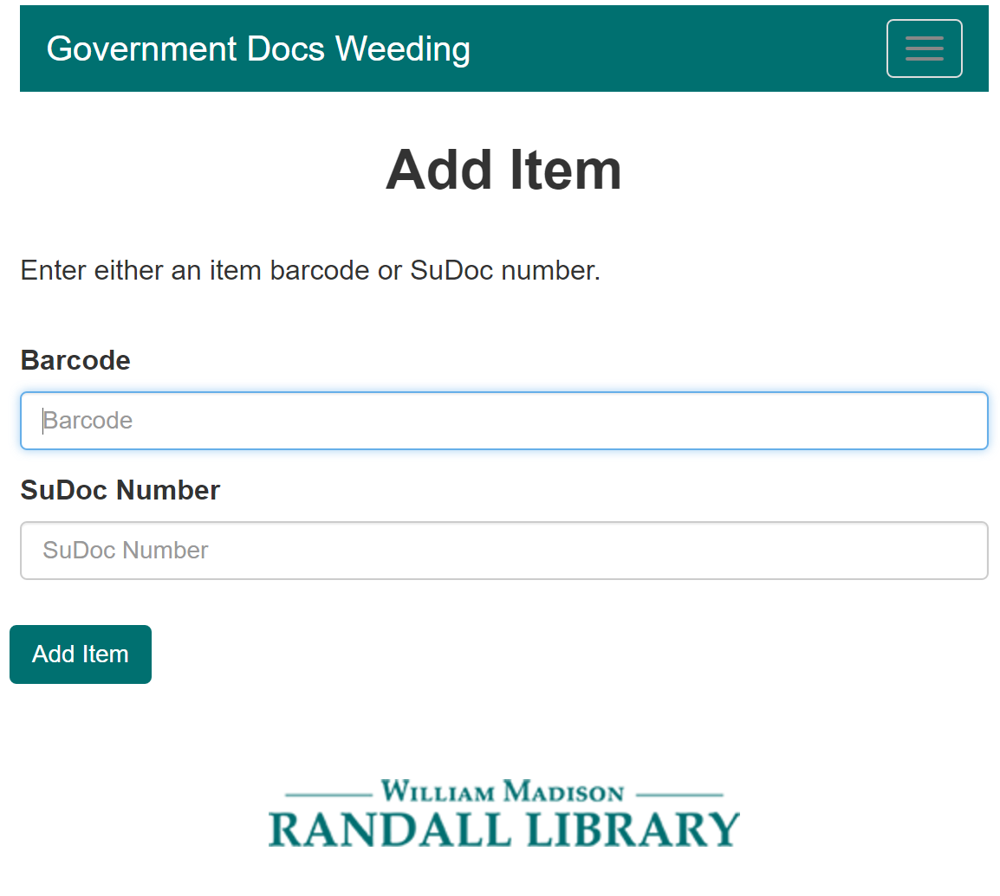 Government Docs Weeding
Add Item
Enter either an item barcode or SuDoc number.
Barcode
Barcode
SuDoc Number
SuDoc Number
Add Item
WILLIAM MADISON
RANDALL LIBRARY